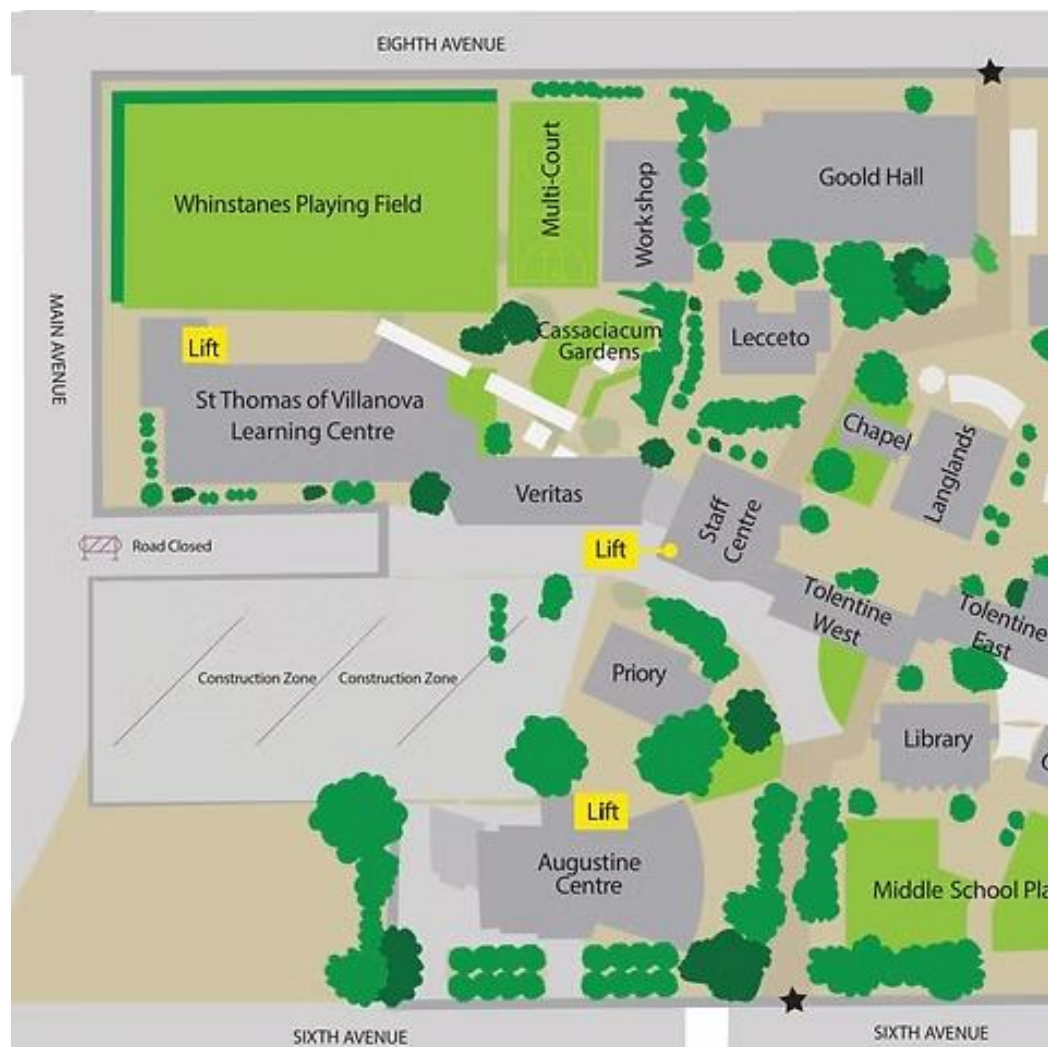 EIGHTH AVENUE
Whinstanes Playing Field
Multi-Court
Workshop
Goold Hall
MAIN AVENUE
Lift
Cassaciacum
Gardens
Lecceto
St Thomas of Villanova
Learning Centre
Chapel
Langlands
Veritas
Staff
Centre
Road Closed
Lift
Tolentine
West
Tolentine
East
Construction Zone
Construction Zone
Priory
Library
Lift
Augustine
Centre
Middle School Pla
SIXTH AVENUE
SIXTH AVENUE